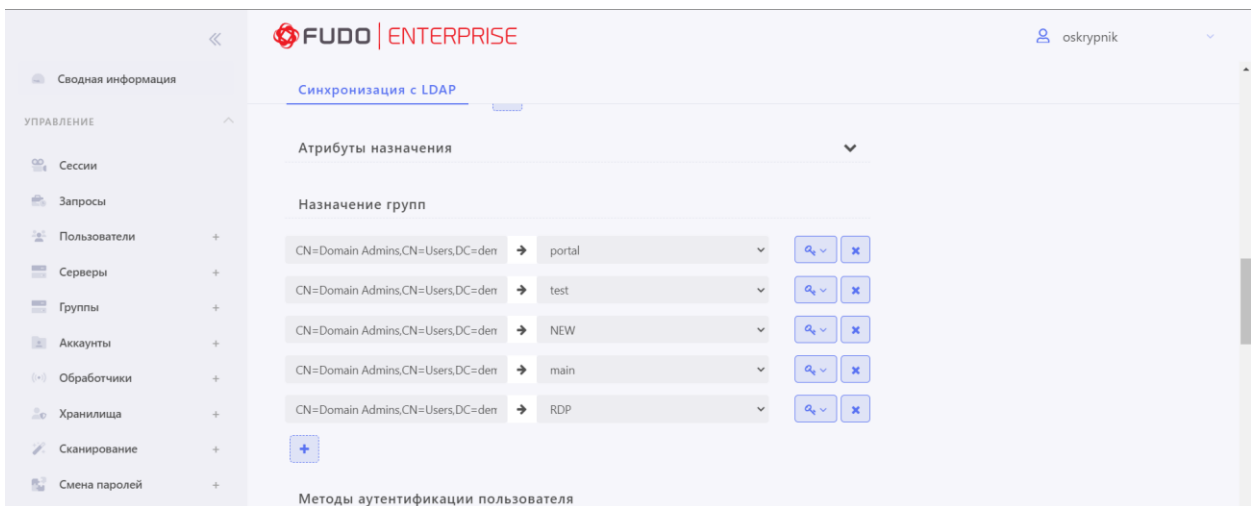 FUDO ENTERPRISE
oskrypnik
Сводная информация
Синхронизация с LDAP
УПРАВЛЕНИЕ
Атрибуты назначения
Сессии
Запросы
Назначение групп
Пользователи
CN=Domain Admins,CN=Users,DC=den portal
Серверы
CN=Domain Admins,CN=Users,DC=den test
Группы
CN=Domain Admins,CN=Users,DC=den NEW
Аккаунты
Обработчики
CN=Domain Admins,CN=Users,DC=den main
Хранилища
CN=Domain Admins,CN=Users,DC=den RDP
Сканирование
Смена паролей
Методы аутентификации пользователя